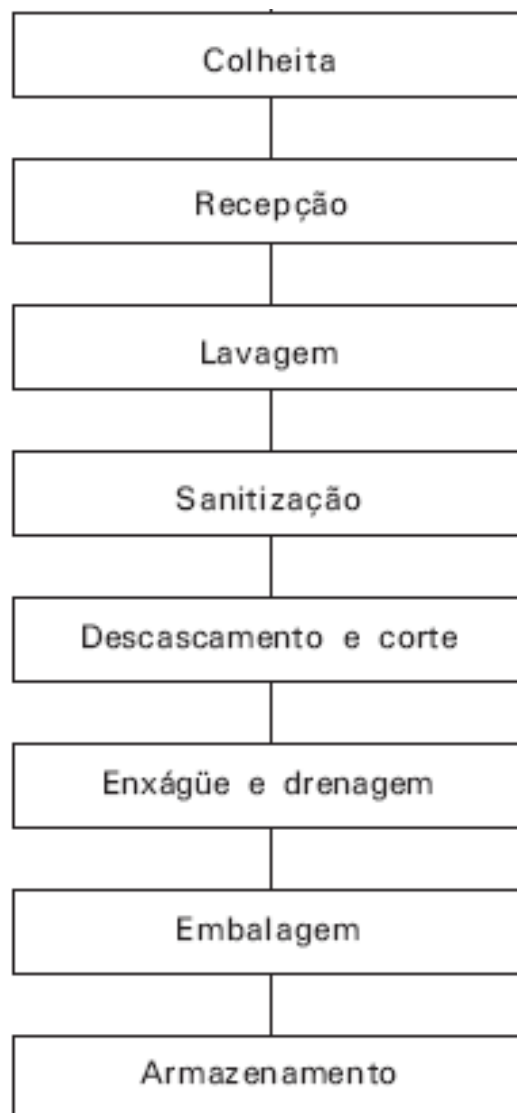 Colheita
Recepção
Lavagem
Sanitização
Descascamento e corte
Enxágüe e drenagem
Embalagem
Armazenamento